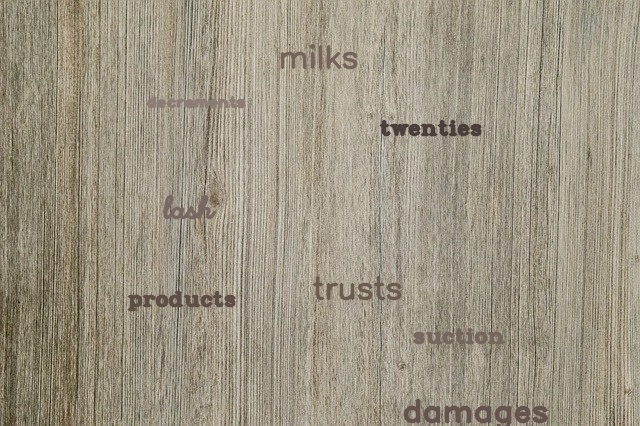 milks
decrements
twenties
lash
trusts
products
suction
damages